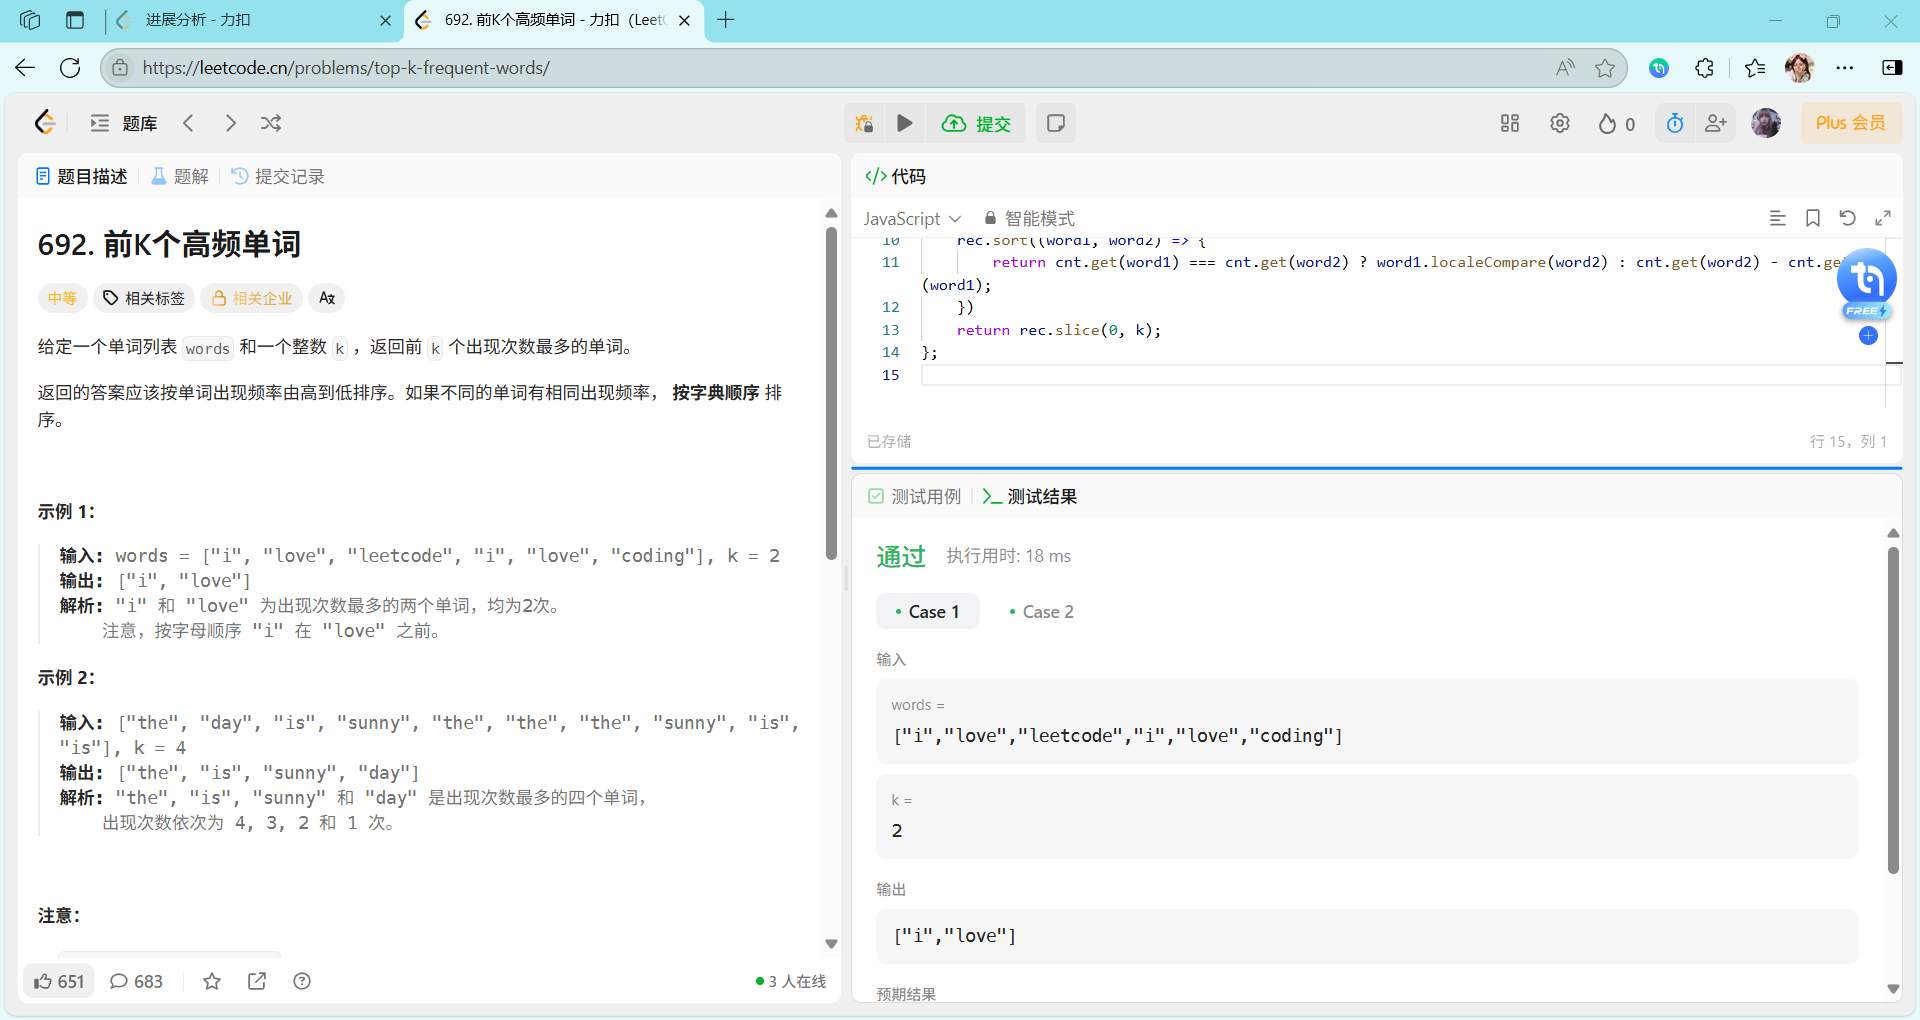 进展分析 - 力扣
692. 前K个高频单词 - 力扣（Leet
https://leetcode.cn/problems/top-k-frequent-words/
题库
提交
0
Plus 会员
题目描述
题解
提交记录
692. 前K个高频单词
中等
相关标签
相关企业
给定一个单词列表 words 和一个整数 k ，返回前 k 个出现次数最多的单词。
返回的答案应该按单词出现频率由高到低排序。如果不同的单词有相同出现频率， 按字典顺序 排
序。
示例 1：
输入：words = ["i", "love", "leetcode", "i", "love", "coding"], k = 2
输出：["i", "love"]
解析："i" 和 "love" 为出现次数最多的两个单词，均为2次。
注意，按字母顺序 "i" 在 "love" 之前。
示例 2：
输入：["the", "day", "is", "sunny", "the", "the", "the", "sunny", "is",
"is"], k = 4
输出：["the", "is", "sunny", "day"]
解析："the", "is", "sunny" 和 "day" 是出现次数最多的四个单词，
出现次数依次为 4, 3, 2 和 1 次。
注意：
651
683
3 人在线
</> 代码
JavaScript
智能模式
10 rec.sort((word1, word2) => {
11 return cnt.get(word1) === cnt.get(word2) ? word1.localeCompare(word2) : cnt.get(word2) - cnt.ge
(word1);
12 })
13 return rec.slice(0, k);
14 };
15
FREE
已存储
行 15，列 1
测试用例
测试结果
通过
执行用时: 18 ms
Case 1
Case 2
输入
words =
["i","love","leetcode","i","love","coding"]
k =
2
输出
["i","love"]
预期结果